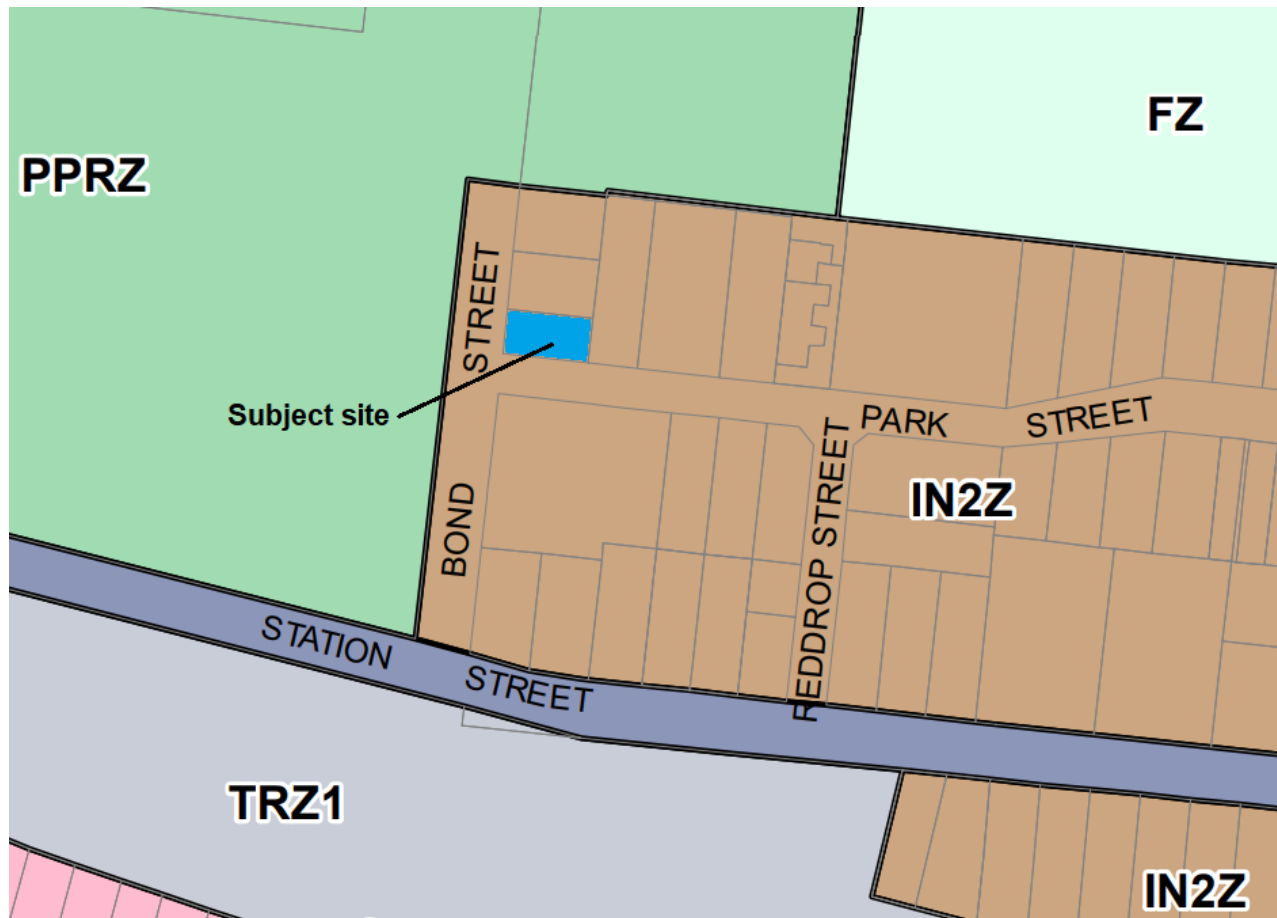 FZ
PPRZ
STREET
Subject site
PARK
STREET
IN2Z
BOND
REDDROP STREET
STATION
STREET
TRZ1
IN2Z